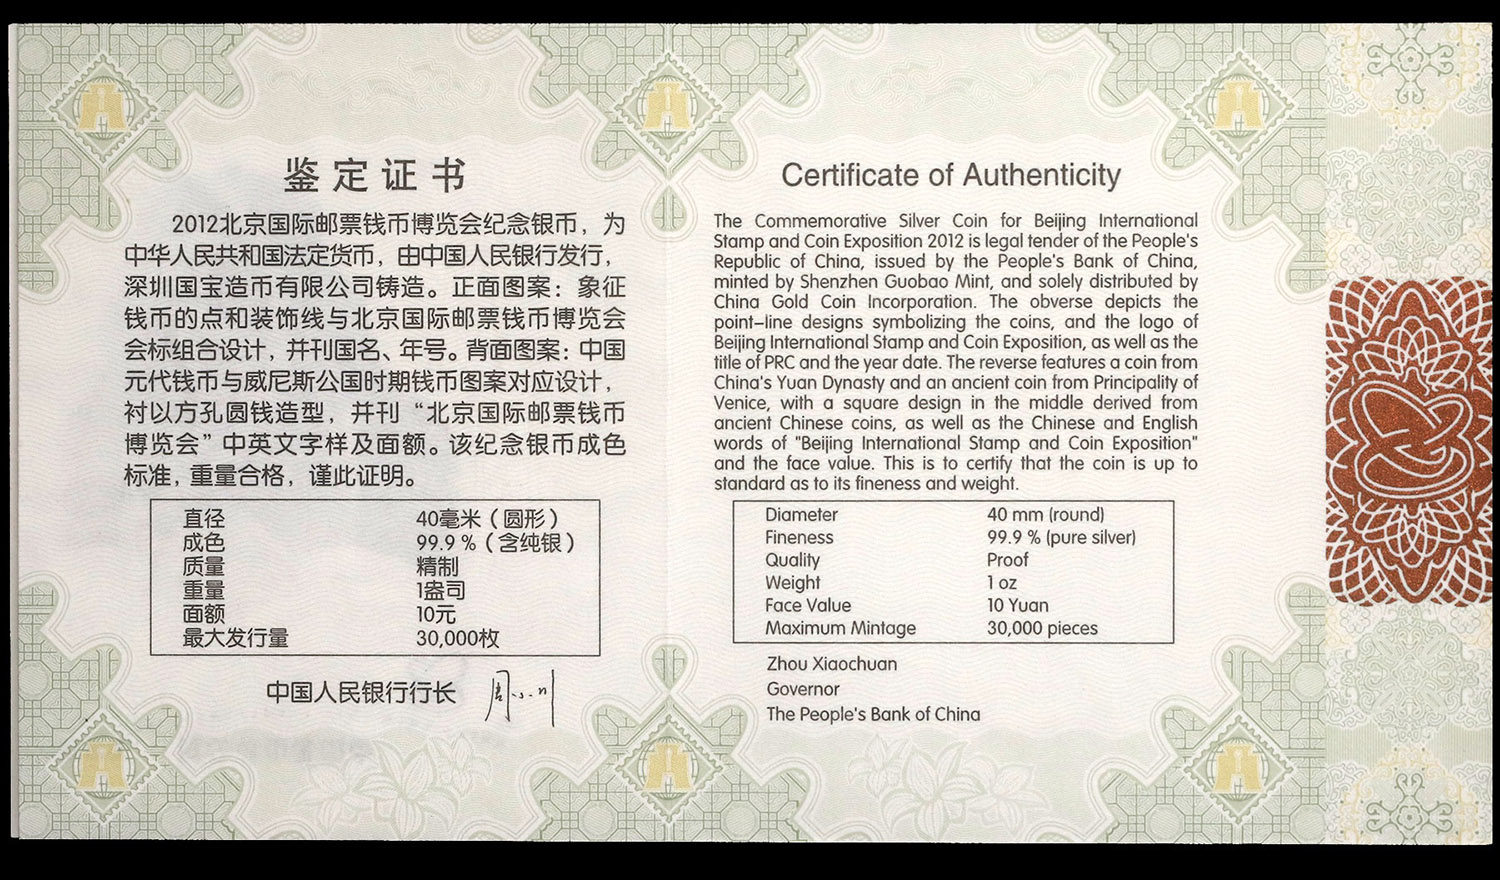 鉴定证书
2012北京国际邮票钱币博览会纪念银币，为
中华人民共和国法定货币，由中国人民银行发行，
深圳国宝造币有限公司铸造。正面图案：象征
钱币的点和装饰线与北京国际邮票钱币博览会
会标组合设计，并刊国名、年号。背面图案：中国
元代钱币与威尼斯公国时期钱币图案对应设计，
衬以方孔圆钱造型，并刊“北京国际邮票钱币
博览会”中英文字样及面额。该纪念银币成色
标准，重量合格，谨此证明。
直径 40毫米（圆形）
成色 99.9 %（含纯银）
质量 精制
重量 1盎司
面额 10元
最大发行量 30,000枚
中国人民银行行长 周小川
Certificate of Authenticity
The Commemorative Silver Coin for Beijing International
Stamp and Coin Exposition 2012 is legal tender of the People's
Republic of China, issued by the People's Bank of China,
minted by Shenzhen Guobao Mint, and solely distributed by
China Gold Coin Incorporation. The obverse depicts the
point–line designs symbolizing the coins, and the logo of
Beijing International Stamp and Coin Exposition, as well as the
title of PRC and the year date. The reverse features a coin from
China's Yuan Dynasty and an ancient coin from Principality of
Venice, with a square design in the middle derived from
ancient Chinese coins, as well as the Chinese and English
words of "Beijing International Stamp and Coin Exposition"
and the face value. This is to certify that the coin is up to
standard as to its fineness and weight.
Diameter 40 mm (round)
Fineness 99.9 % (pure silver)
Quality Proof
Weight 1 oz
Face Value 10 Yuan
Maximum Mintage 30,000 pieces
Zhou Xiaochuan
Governor
The People's Bank of China